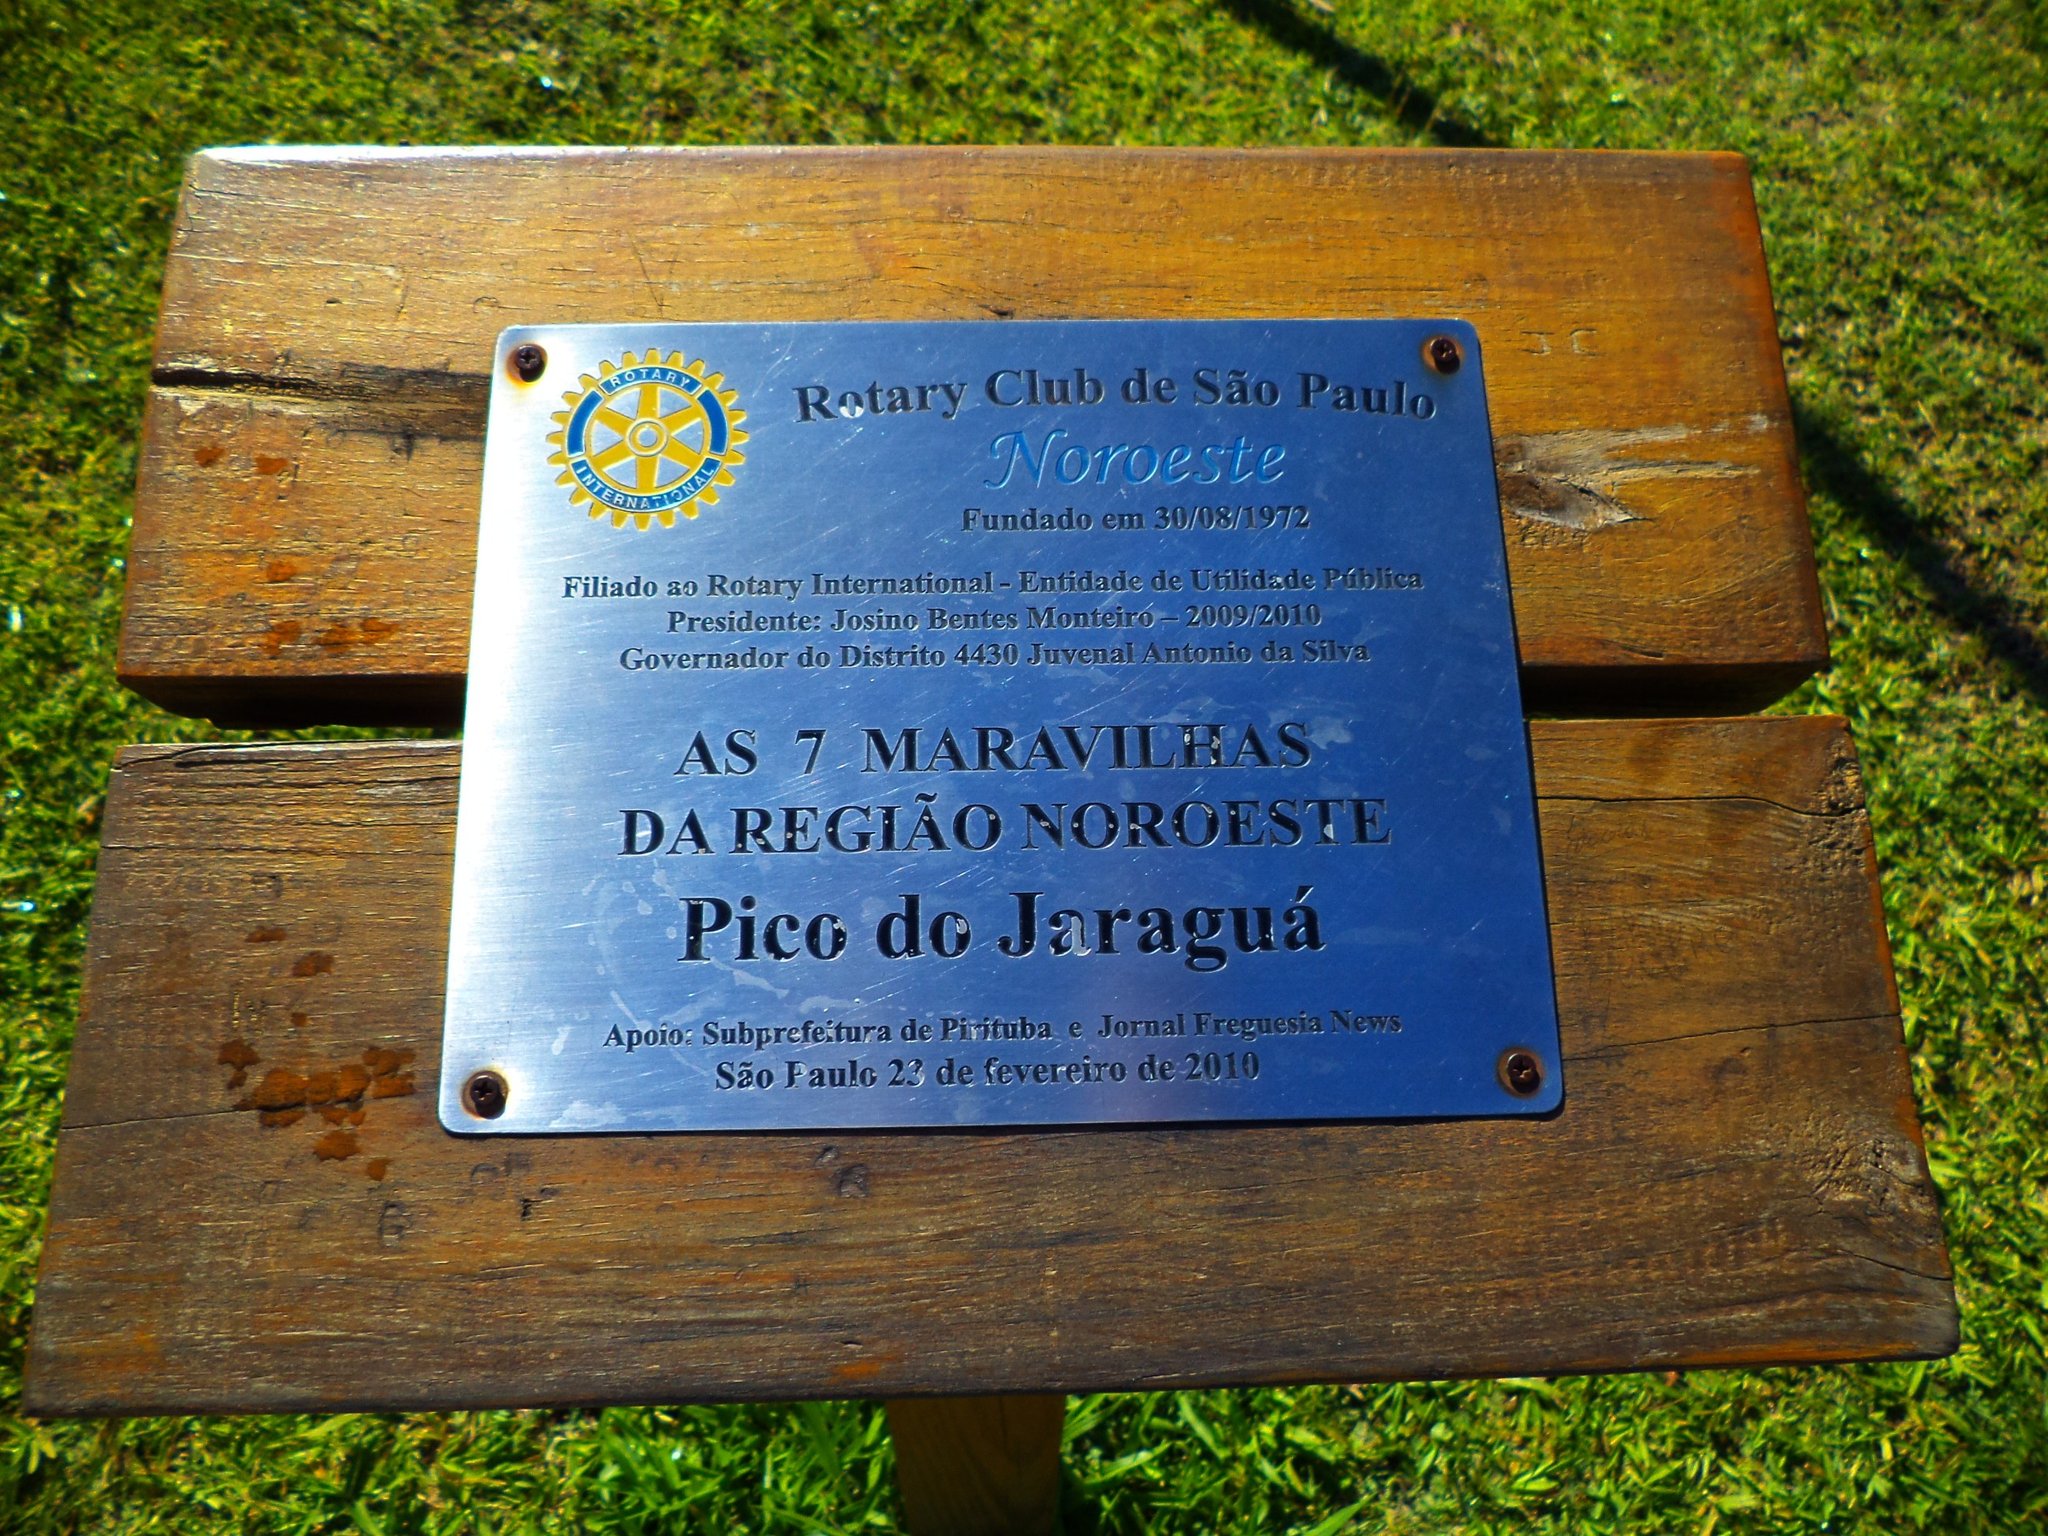 ROTARY
INTERNATIONAL
Rotary Club de São Paulo
Noroeste
Fundado em 30/08/1972
Filiado ao Rotary International - Entidade de Utilidade Pública
Presidente: Josino Bentes Monteiro – 2009/2010
Governador do Distrito 4430 Juvenal Antonio da Silva
AS 7 MARAVILHAS
DA REGIÃO NOROESTE
Pico do Jaraguá
Apoio: Subprefeitura de Pirituba e Jornal Freguesia News
São Paulo 23 de fevereiro de 2010